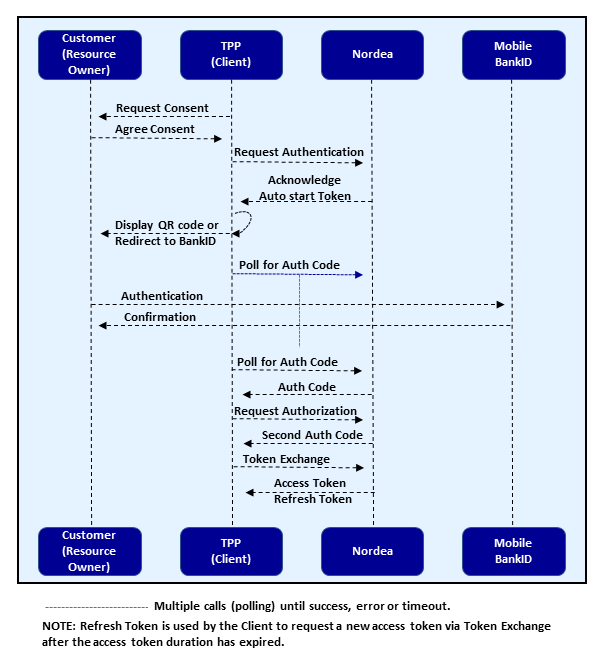 Customer
(Resource
Owner)
TPP
(Client)
Nordea
Mobile
BankID
Request Consent
Agree Consent
Request Authentication
Acknowledge
Auto start Token
Display QR code or
Redirect to BankID
Poll for Auth Code
Authentication
Confirmation
Poll for Auth Code
Auth Code
Request Authorization
Second Auth Code
Token Exchange
Access Token
Refresh Token
Customer
(Resource
Owner)
TPP
(Client)
Nordea
Mobile
BankID
Multiple calls (polling) until success, error or timeout.
NOTE: Refresh Token is used by the Client to request a new access token via Token Exchange
after the access token duration has expired.